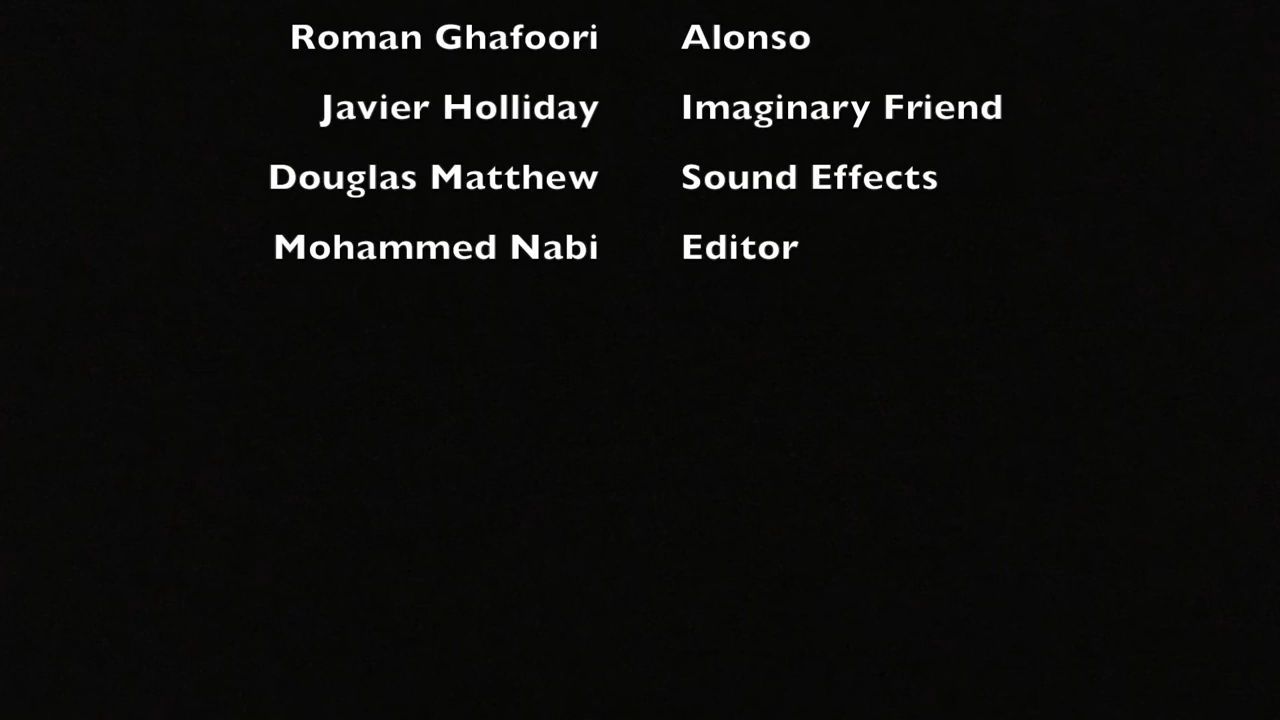 Roman Ghafoori Alonso
Javier Holliday Imaginary Friend
Douglas Matthew Sound Effects
Mohammed Nabi Editor